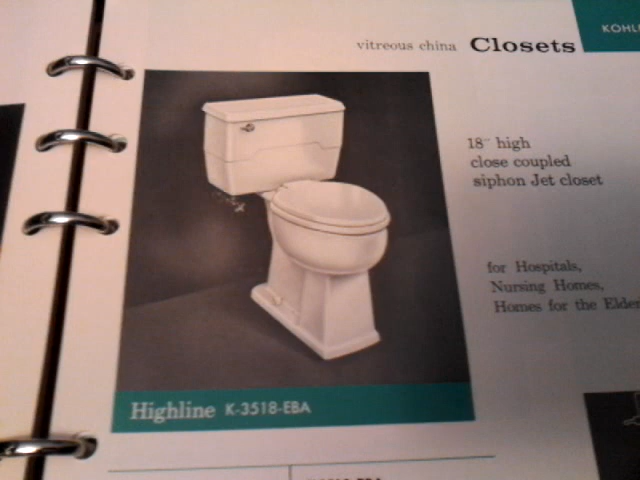 KOHL
vitreous china Closets
18" high
close coupled
siphon Jet closet
for Hospitals,
Nursing Homes,
Homes for the Elder
Highline K-3518-EBA